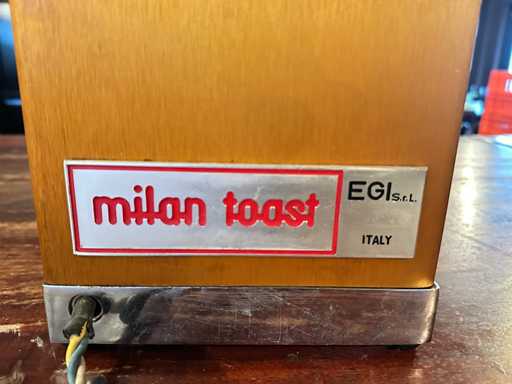 milan toast
EGI S.r.L.
ITALY